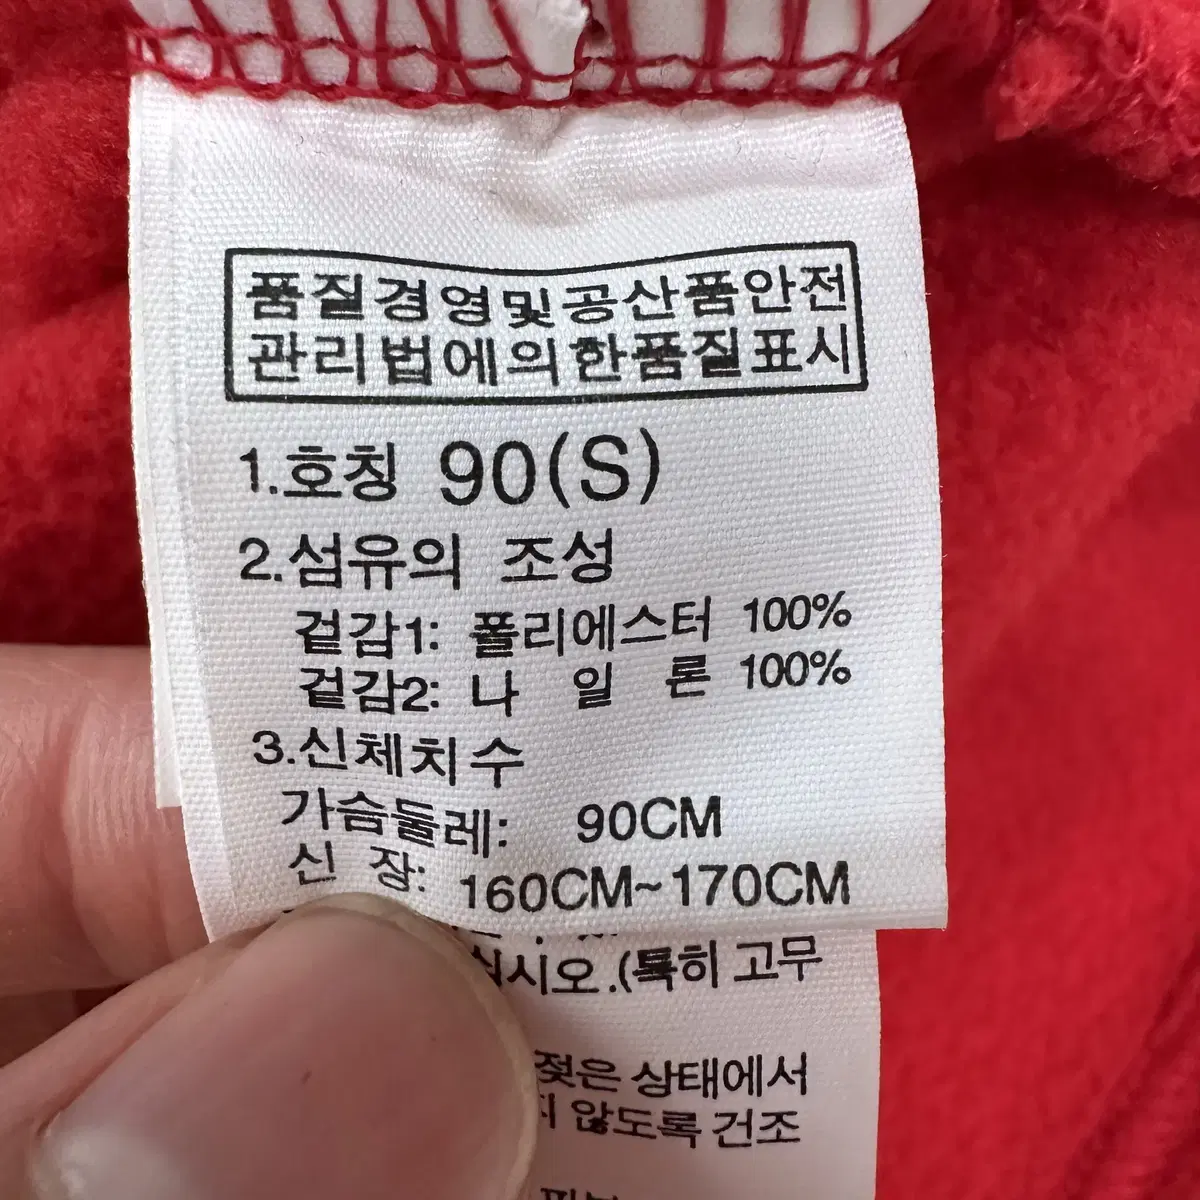 품질경영및공산품안전
관리법에의한품질표시
1.호칭 90(S)
2.섬유의 조성
겉감1: 폴리에스터 100%
겉감2: 나 일 론 100%
3.신체치수
가슴둘레: 90CM
신 장: 160CM~170CM
십시오.(특히 고무
젖은 상태에서
않도록 건조